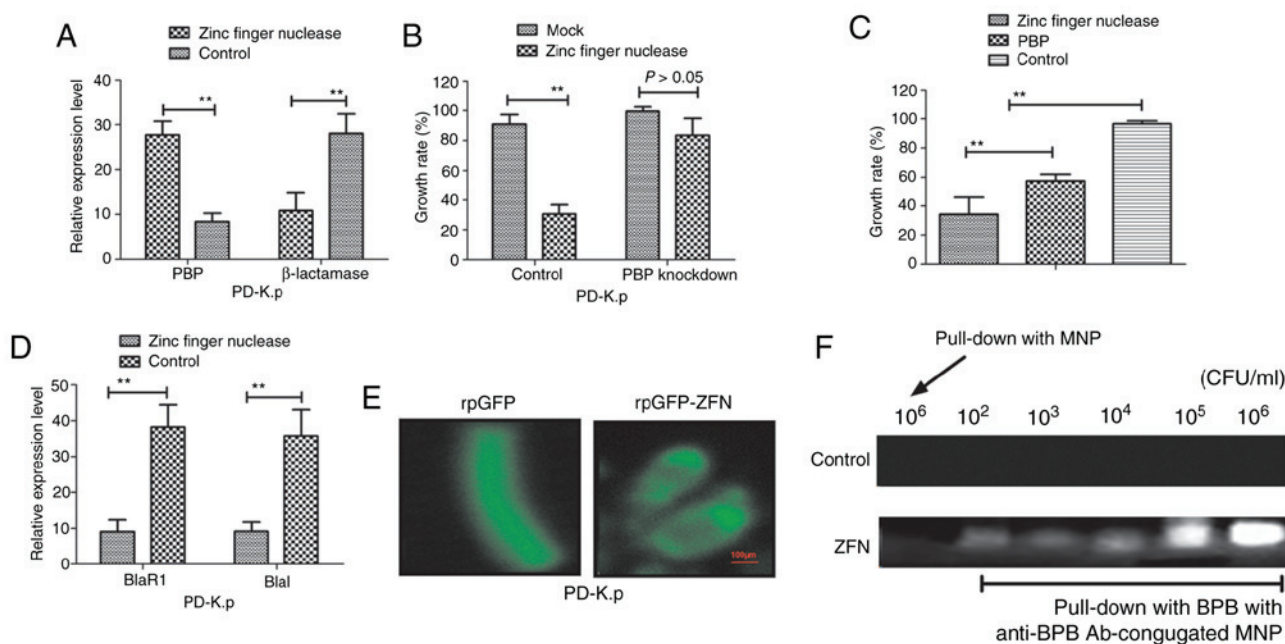 A
Zinc finger nuclease
Control
Relative expression level
40
30
20
10
0
**
**
PBP
β-lactamase
PD-K.p
B
Mock
Zinc finger nuclease
Growth rate (%)
120
100
80
60
40
20
0
**
P > 0.05
Control
PBP knockdown
PD-K.p
C
Zinc finger nuclease
PBP
Control
Growth rate (%)
120
100
80
60
40
20
0
**
**
D
Zinc finger nuclease
Control
Relative expression level
50
40
30
20
10
0
**
**
BlaR1
BlaI
PD-K.p
E
rpGFP
rpGFP-ZFN
100μm
PD-K.p
F
Pull-down with MNP
(CFU/ml)
10⁶ 10² 10³ 10⁴ 10⁵ 10⁶
Control
ZFN
Pull-down with BPB with
anti-BPB Ab-congugated MNP